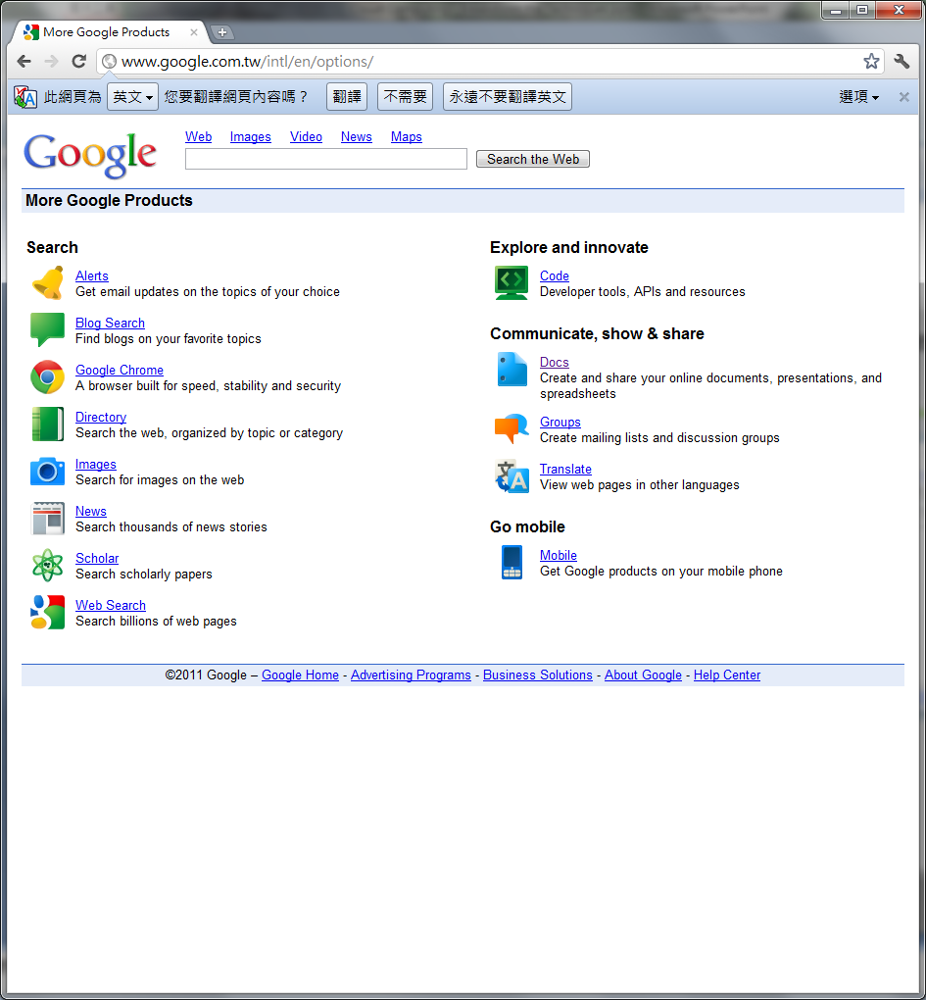 More Google Products
www.google.com.tw/intl/en/options/
此網頁為 英文 您要翻譯網頁內容嗎？ 翻譯 不需要 永遠不要翻譯英文 選項
Google
Web Images Video News Maps
Search the Web
More Google Products
Search
Alerts
Get email updates on the topics of your choice
Blog Search
Find blogs on your favorite topics
Google Chrome
A browser built for speed, stability and security
Directory
Search the web, organized by topic or category
Images
Search for images on the web
News
Search thousands of news stories
Scholar
Search scholarly papers
Web Search
Search billions of web pages
Explore and innovate
Code
Developer tools, APIs and resources
Communicate, show & share
Docs
Create and share your online documents, presentations, and
spreadsheets
Groups
Create mailing lists and discussion groups
Translate
View web pages in other languages
Go mobile
Mobile
Get Google products on your mobile phone
©2011 Google – Google Home - Advertising Programs - Business Solutions - About Google - Help Center